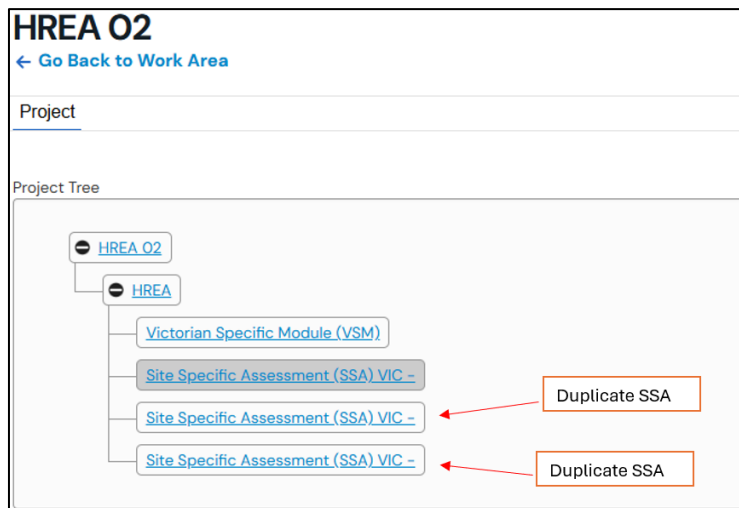 HREA O2
← Go Back to Work Area
Project
Project Tree
HREA O2
HREA
Victorian Specific Module (VSM)
Site Specific Assessment (SSA) VIC –
Site Specific Assessment (SSA) VIC –
Duplicate SSA
Site Specific Assessment (SSA) VIC –
Duplicate SSA